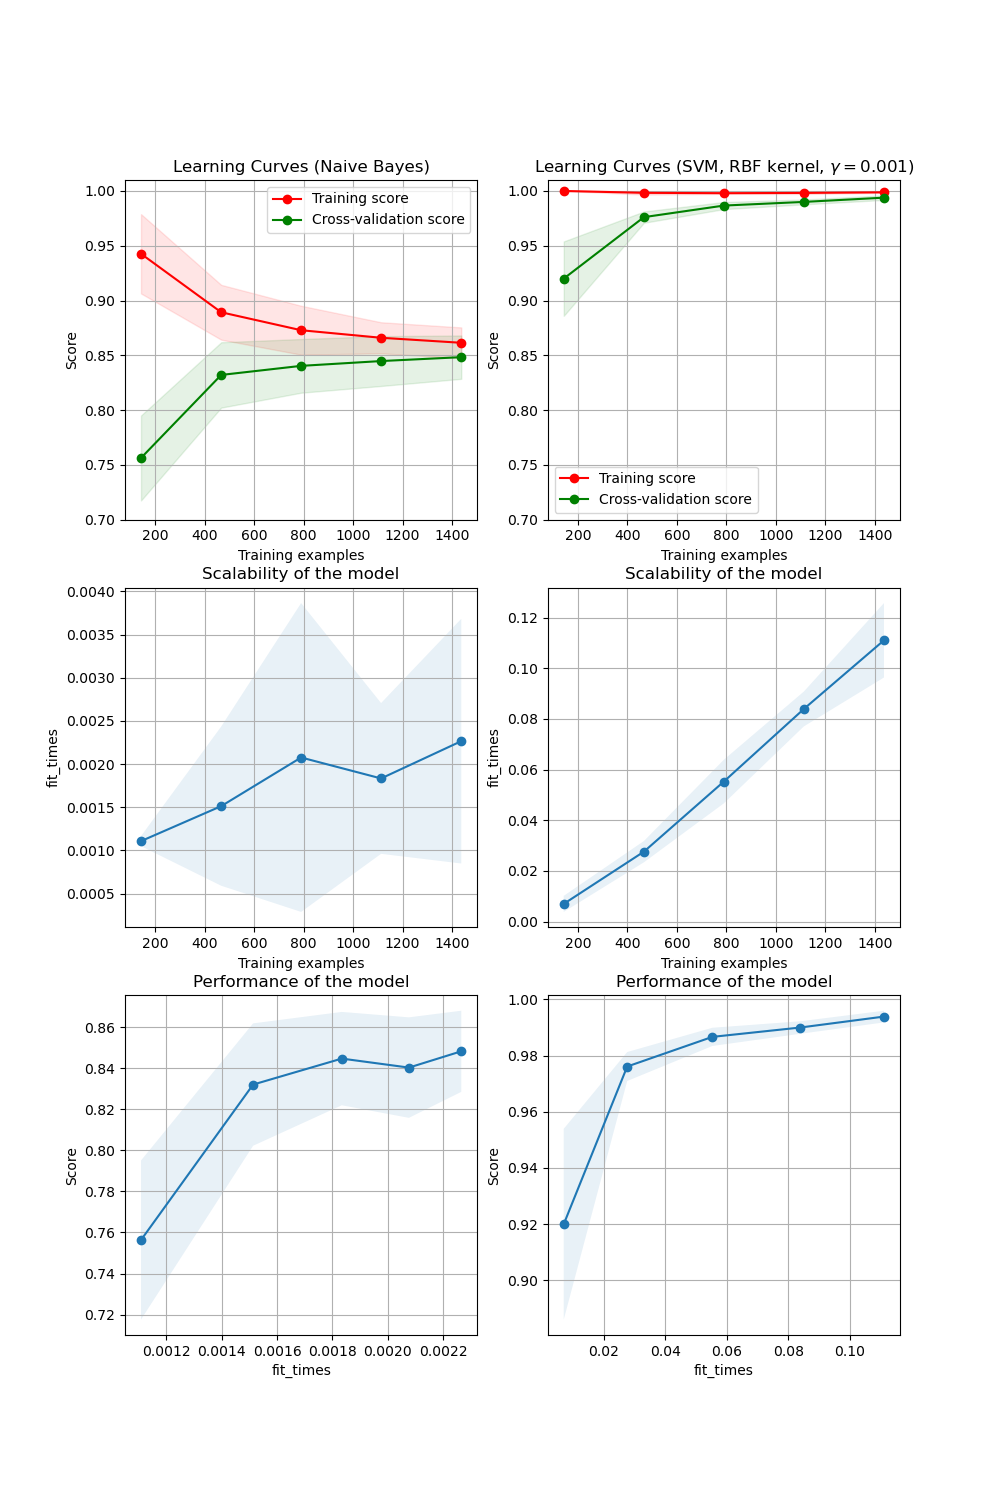 Learning Curves (Naive Bayes)
1.00
0.95
0.90
0.85
0.80
0.75
0.70
Score
Training score
Cross-validation score
200 400 600 800 1000 1200 1400
Training examples
Learning Curves (SVM, RBF kernel, γ = 0.001)
1.00
0.95
0.90
0.85
0.80
0.75
0.70
Score
Training score
Cross-validation score
200 400 600 800 1000 1200 1400
Training examples
Scalability of the model
0.0040
0.0035
0.0030
0.0025
0.0020
0.0015
0.0010
0.0005
fit_times
200 400 600 800 1000 1200 1400
Training examples
Scalability of the model
0.12
0.10
0.08
0.06
0.04
0.02
0.00
fit_times
200 400 600 800 1000 1200 1400
Training examples
Performance of the model
0.86
0.84
0.82
0.80
0.78
0.76
0.74
0.72
Score
0.0012 0.0014 0.0016 0.0018 0.0020 0.0022
fit_times
Performance of the model
1.00
0.98
0.96
0.94
0.92
0.90
Score
0.02 0.04 0.06 0.08 0.10
fit_times